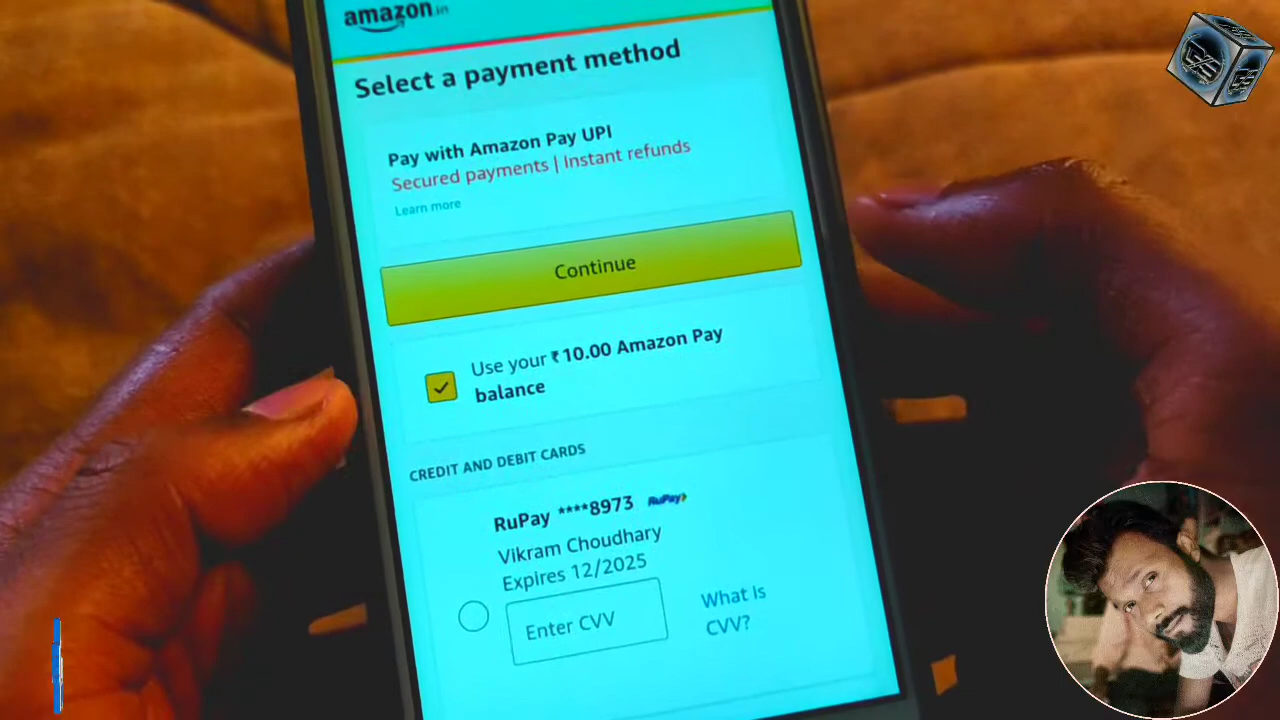 amazon.in
Select a payment method
Pay with Amazon Pay UPI
Secured payments | Instant refunds
Learn more
Continue
Use your ₹10.00 Amazon Pay
balance
CREDIT AND DEBIT CARDS
RuPay ****8973 RuPay
Vikram Choudhary
Expires 12/2025
Enter CVV
What is
CVV?